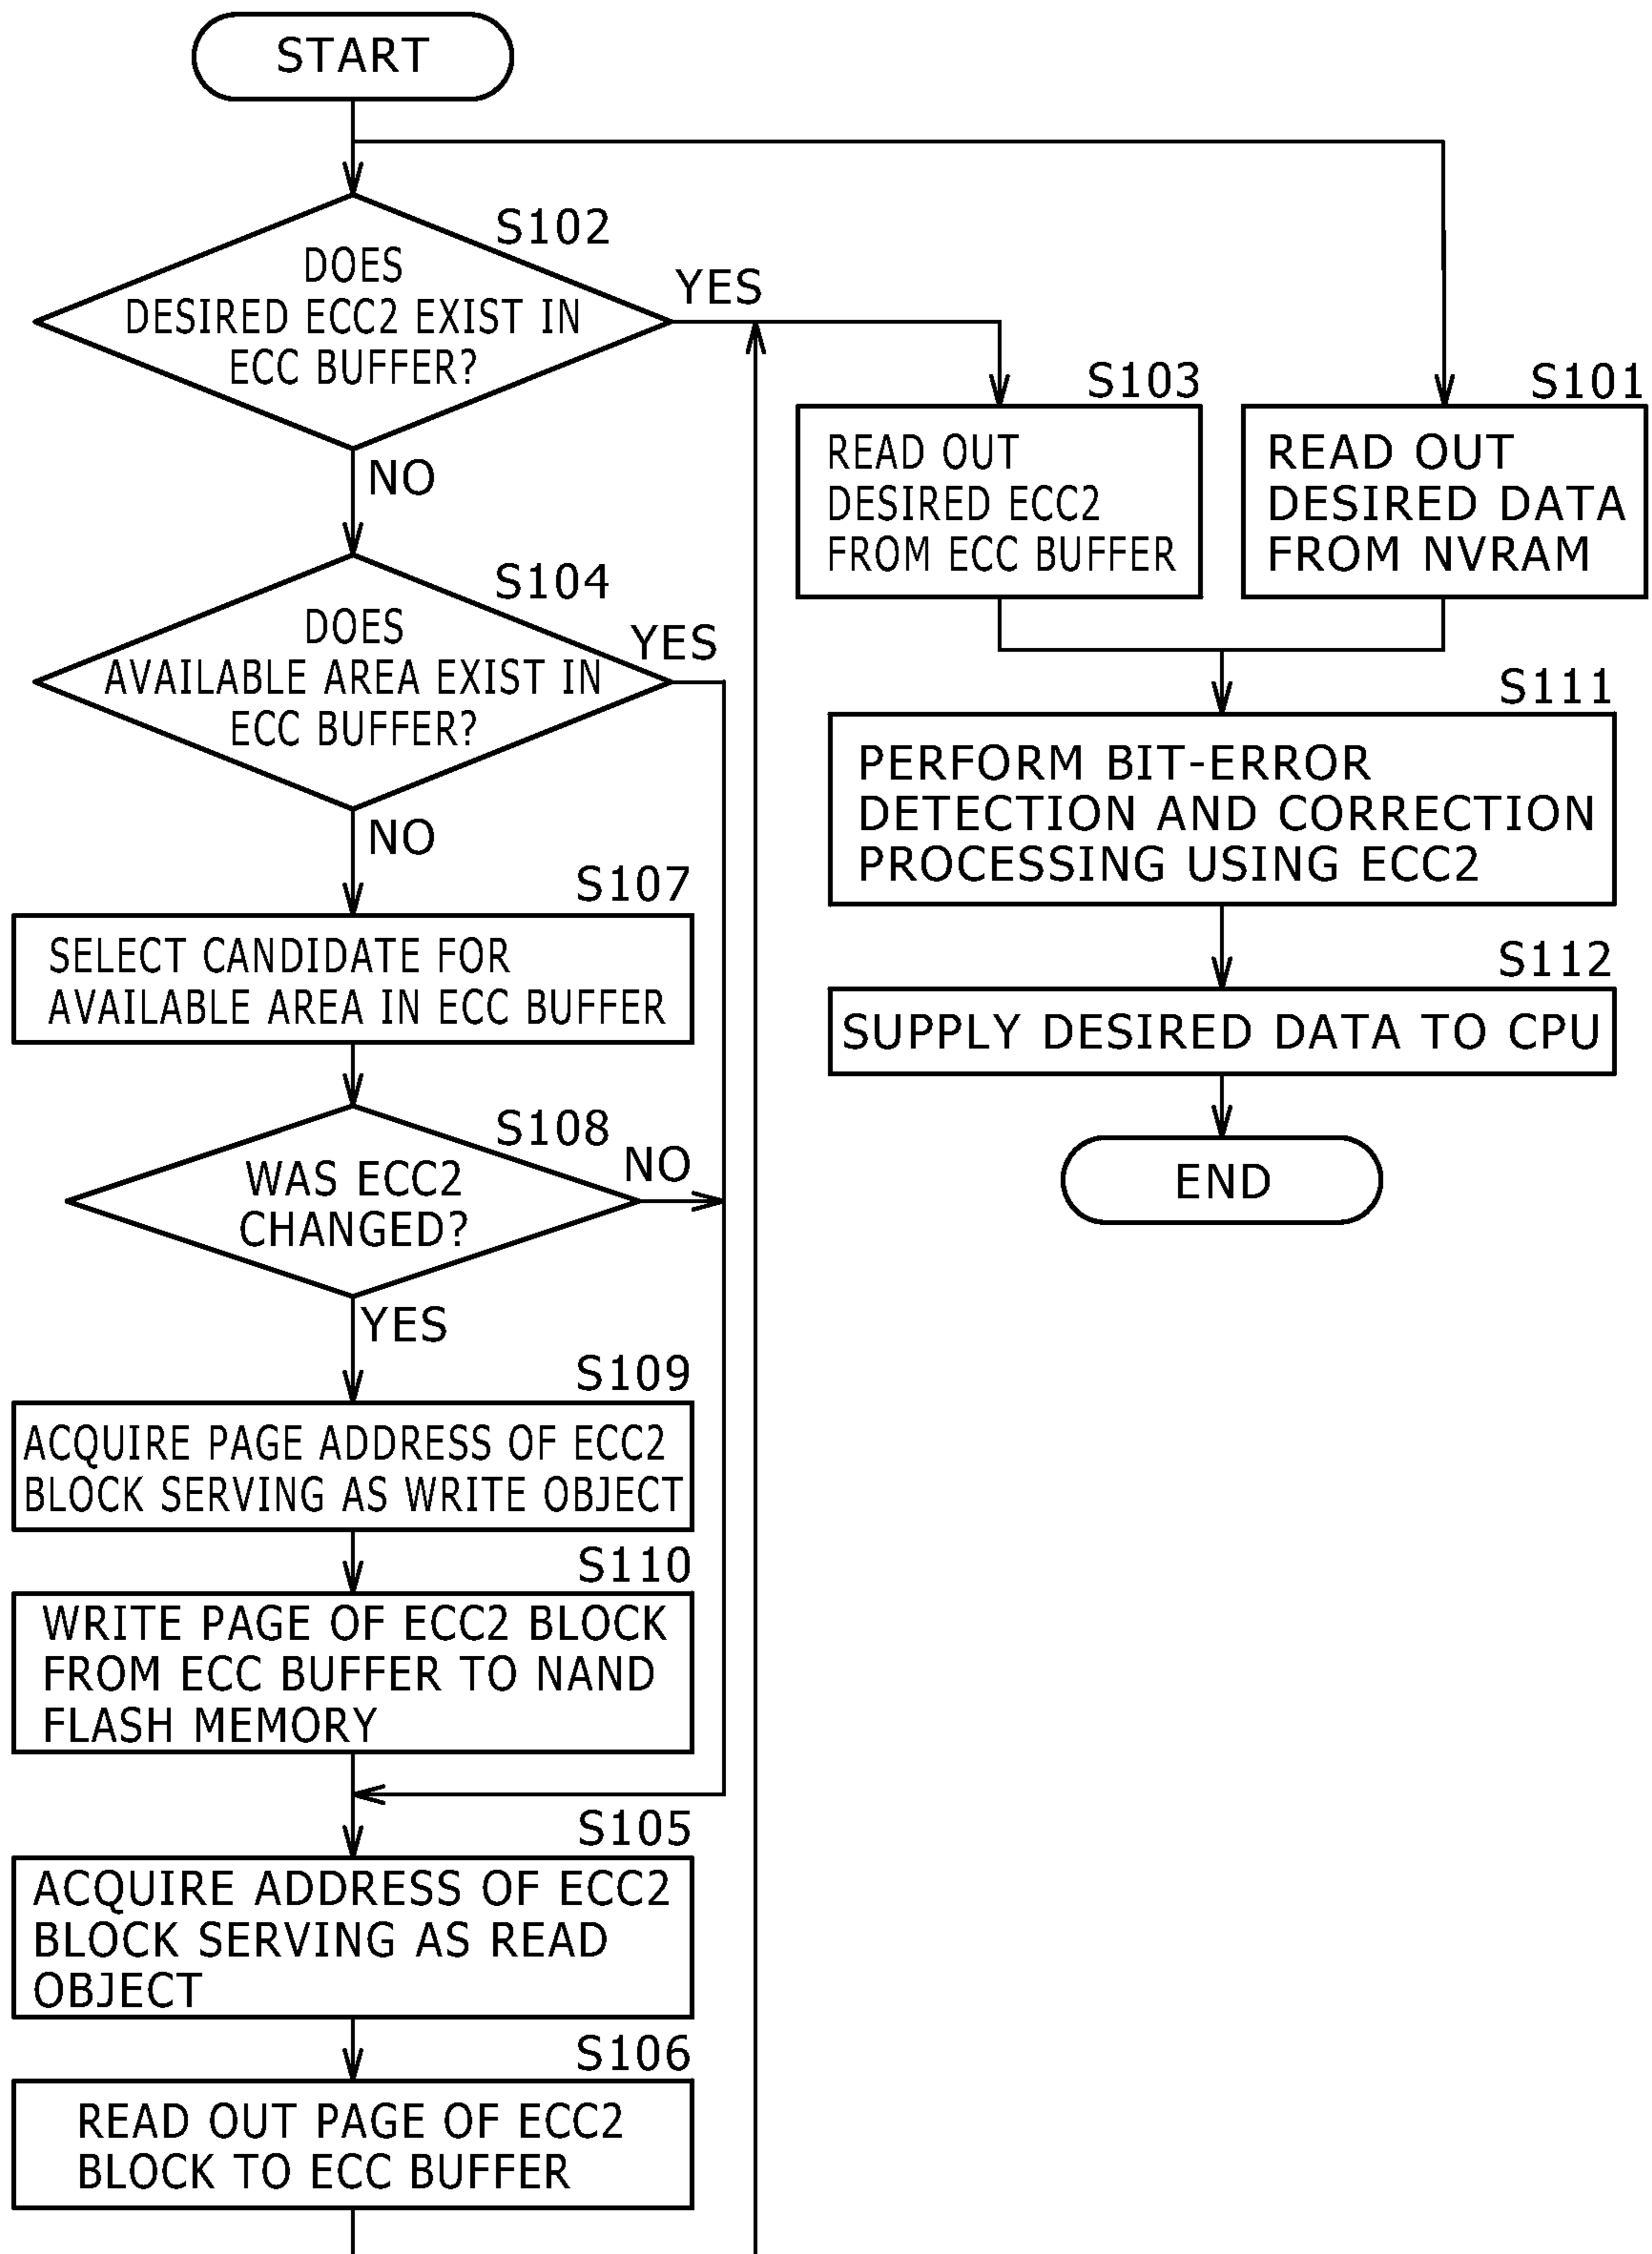 START
S102
DOES
DESIRED ECC2 EXIST IN
ECC BUFFER?
YES
NO
S103
READ OUT
DESIRED ECC2
FROM ECC BUFFER
S101
READ OUT
DESIRED DATA
FROM NVRAM
S104
DOES
AVAILABLE AREA EXIST IN
ECC BUFFER?
YES
NO
S111
PERFORM BIT-ERROR
DETECTION AND CORRECTION
PROCESSING USING ECC2
S107
SELECT CANDIDATE FOR
AVAILABLE AREA IN ECC BUFFER
S112
SUPPLY DESIRED DATA TO CPU
S108
WAS ECC2
CHANGED?
NO
YES
END
S109
ACQUIRE PAGE ADDRESS OF ECC2
BLOCK SERVING AS WRITE OBJECT
S110
WRITE PAGE OF ECC2 BLOCK
FROM ECC BUFFER TO NAND
FLASH MEMORY
S105
ACQUIRE ADDRESS OF ECC2
BLOCK SERVING AS READ
OBJECT
S106
READ OUT PAGE OF ECC2
BLOCK TO ECC BUFFER